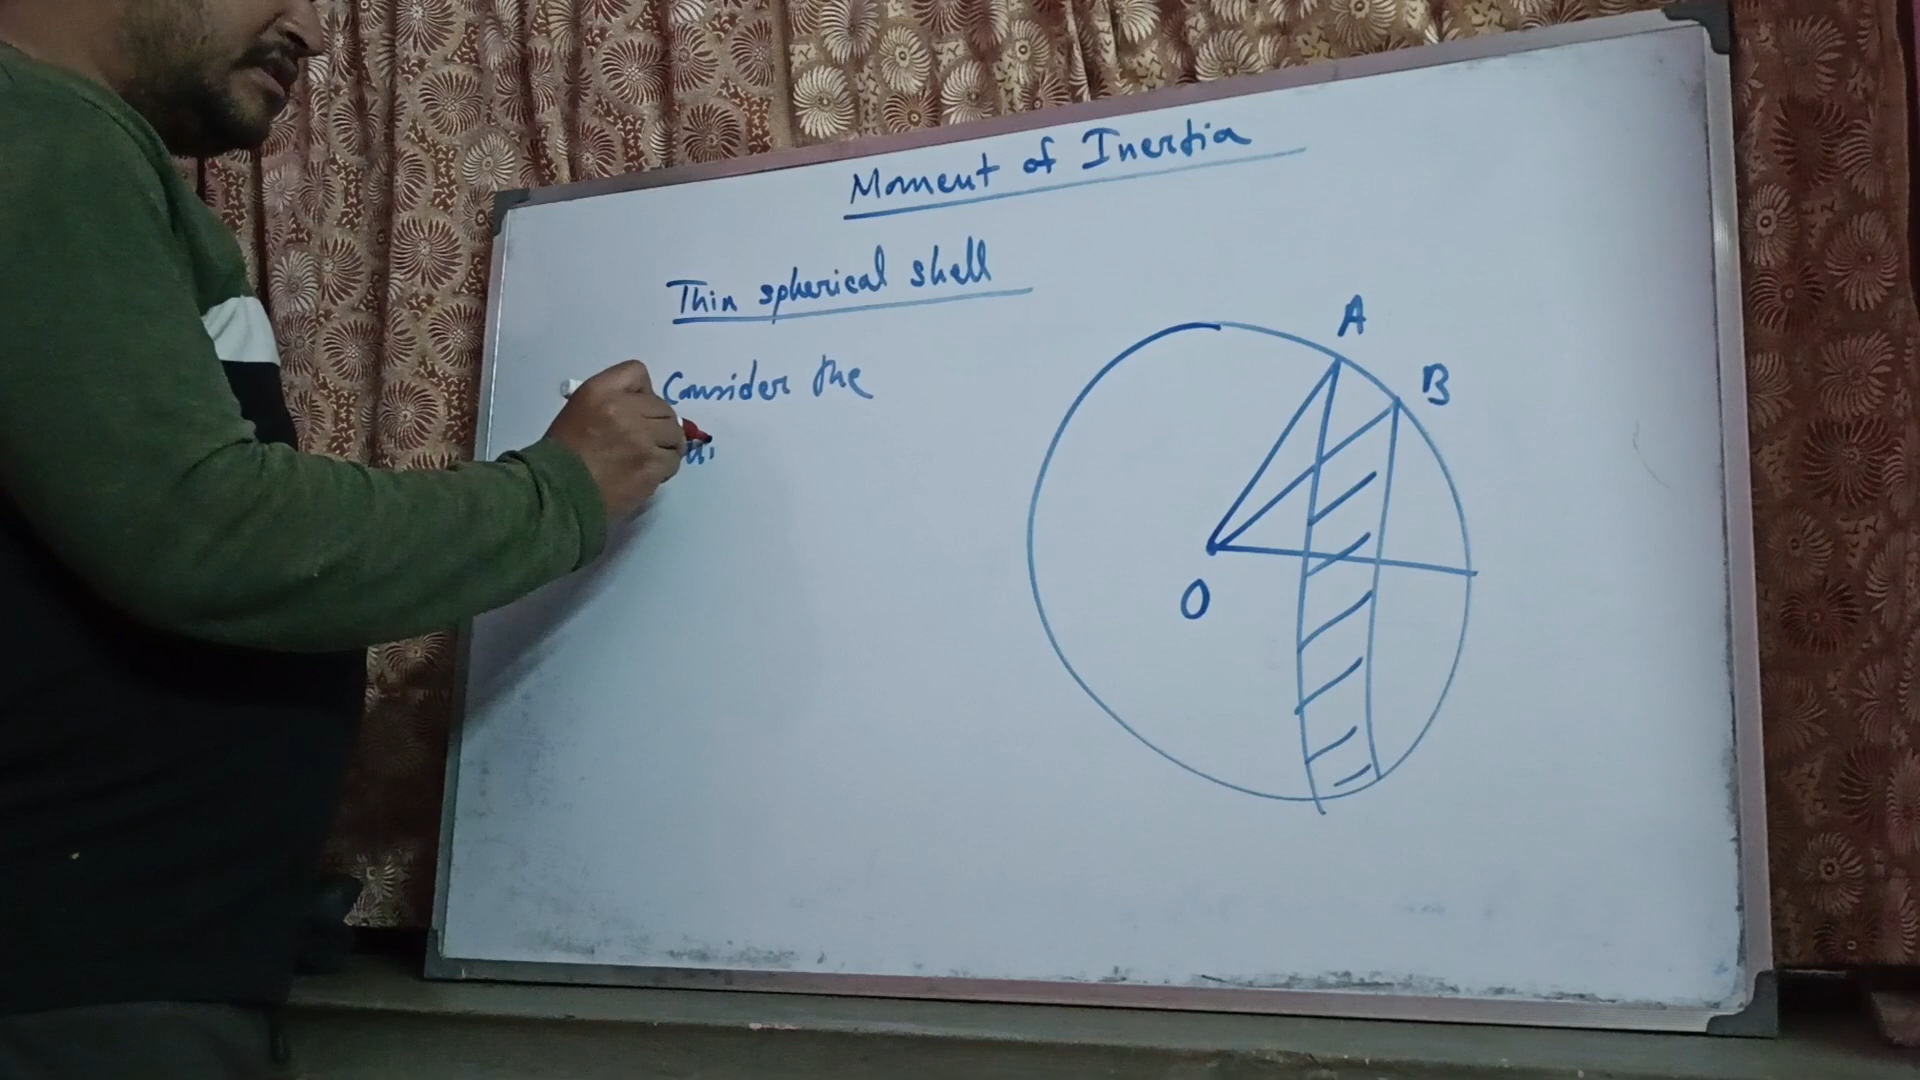 Moment of Inertia
Thin spherical shell
Consider the
A
B
O